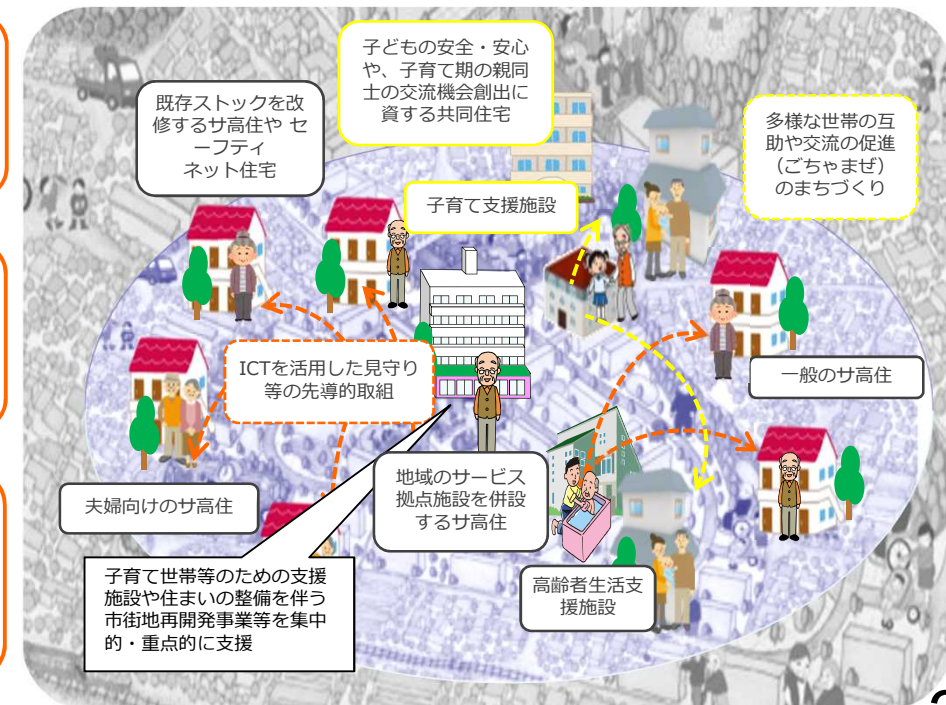 子どもの安全・安心
や、子育て期の親同
士の交流機会創出に
資する共同住宅
既存ストックを改
修するサ高住や セ
ーフティ
ネット住宅
多様な世帯の互
助や交流の促進
（ごちゃまぜ）
のまちづくり
子育て支援施設
ICTを活用した見守り
等の先導的取組
一般のサ高住
夫婦向けのサ高住
地域のサービス
拠点施設を併設
するサ高住
子育て世帯等のための支援
施設や住まいの整備を伴う
市街地再開発事業等を集中
的・重点的に支援
高齢者生活支
援施設